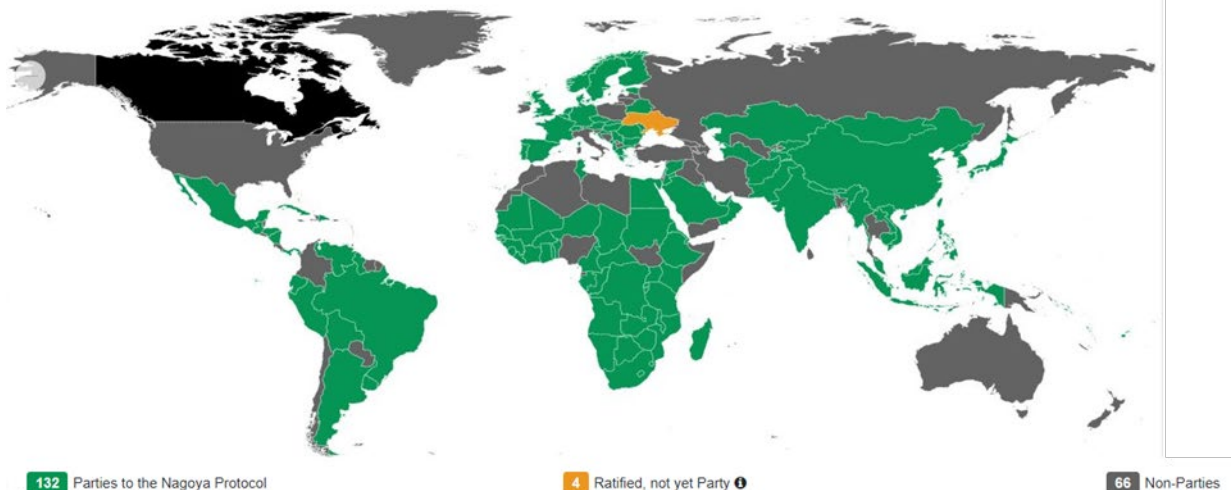 132 Parties to the Nagoya Protocol
4 Ratified, not yet Party
66 Non-Parties